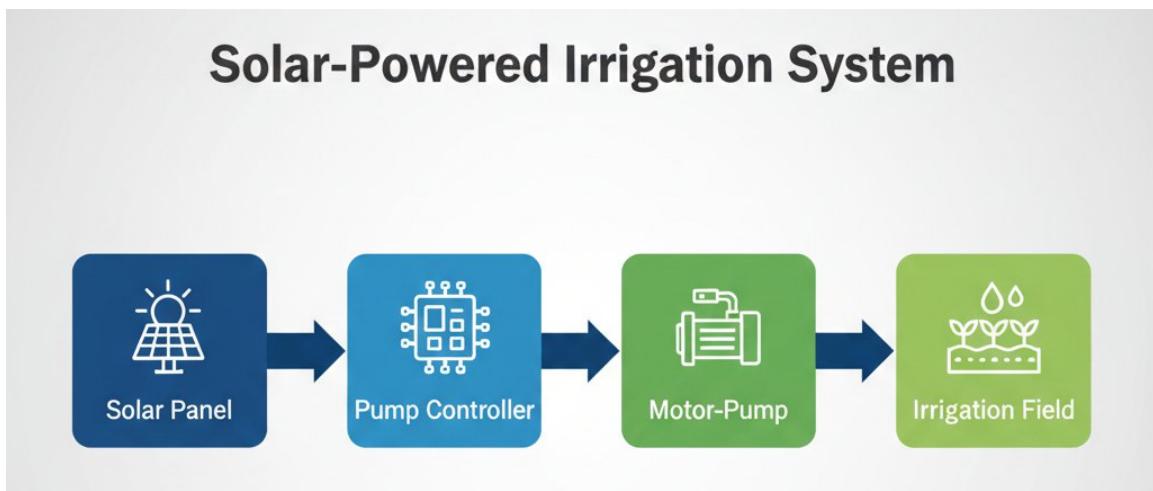 Solar-Powered Irrigation System
Solar Panel
Pump Controller
Motor-Pump
Irrigation Field